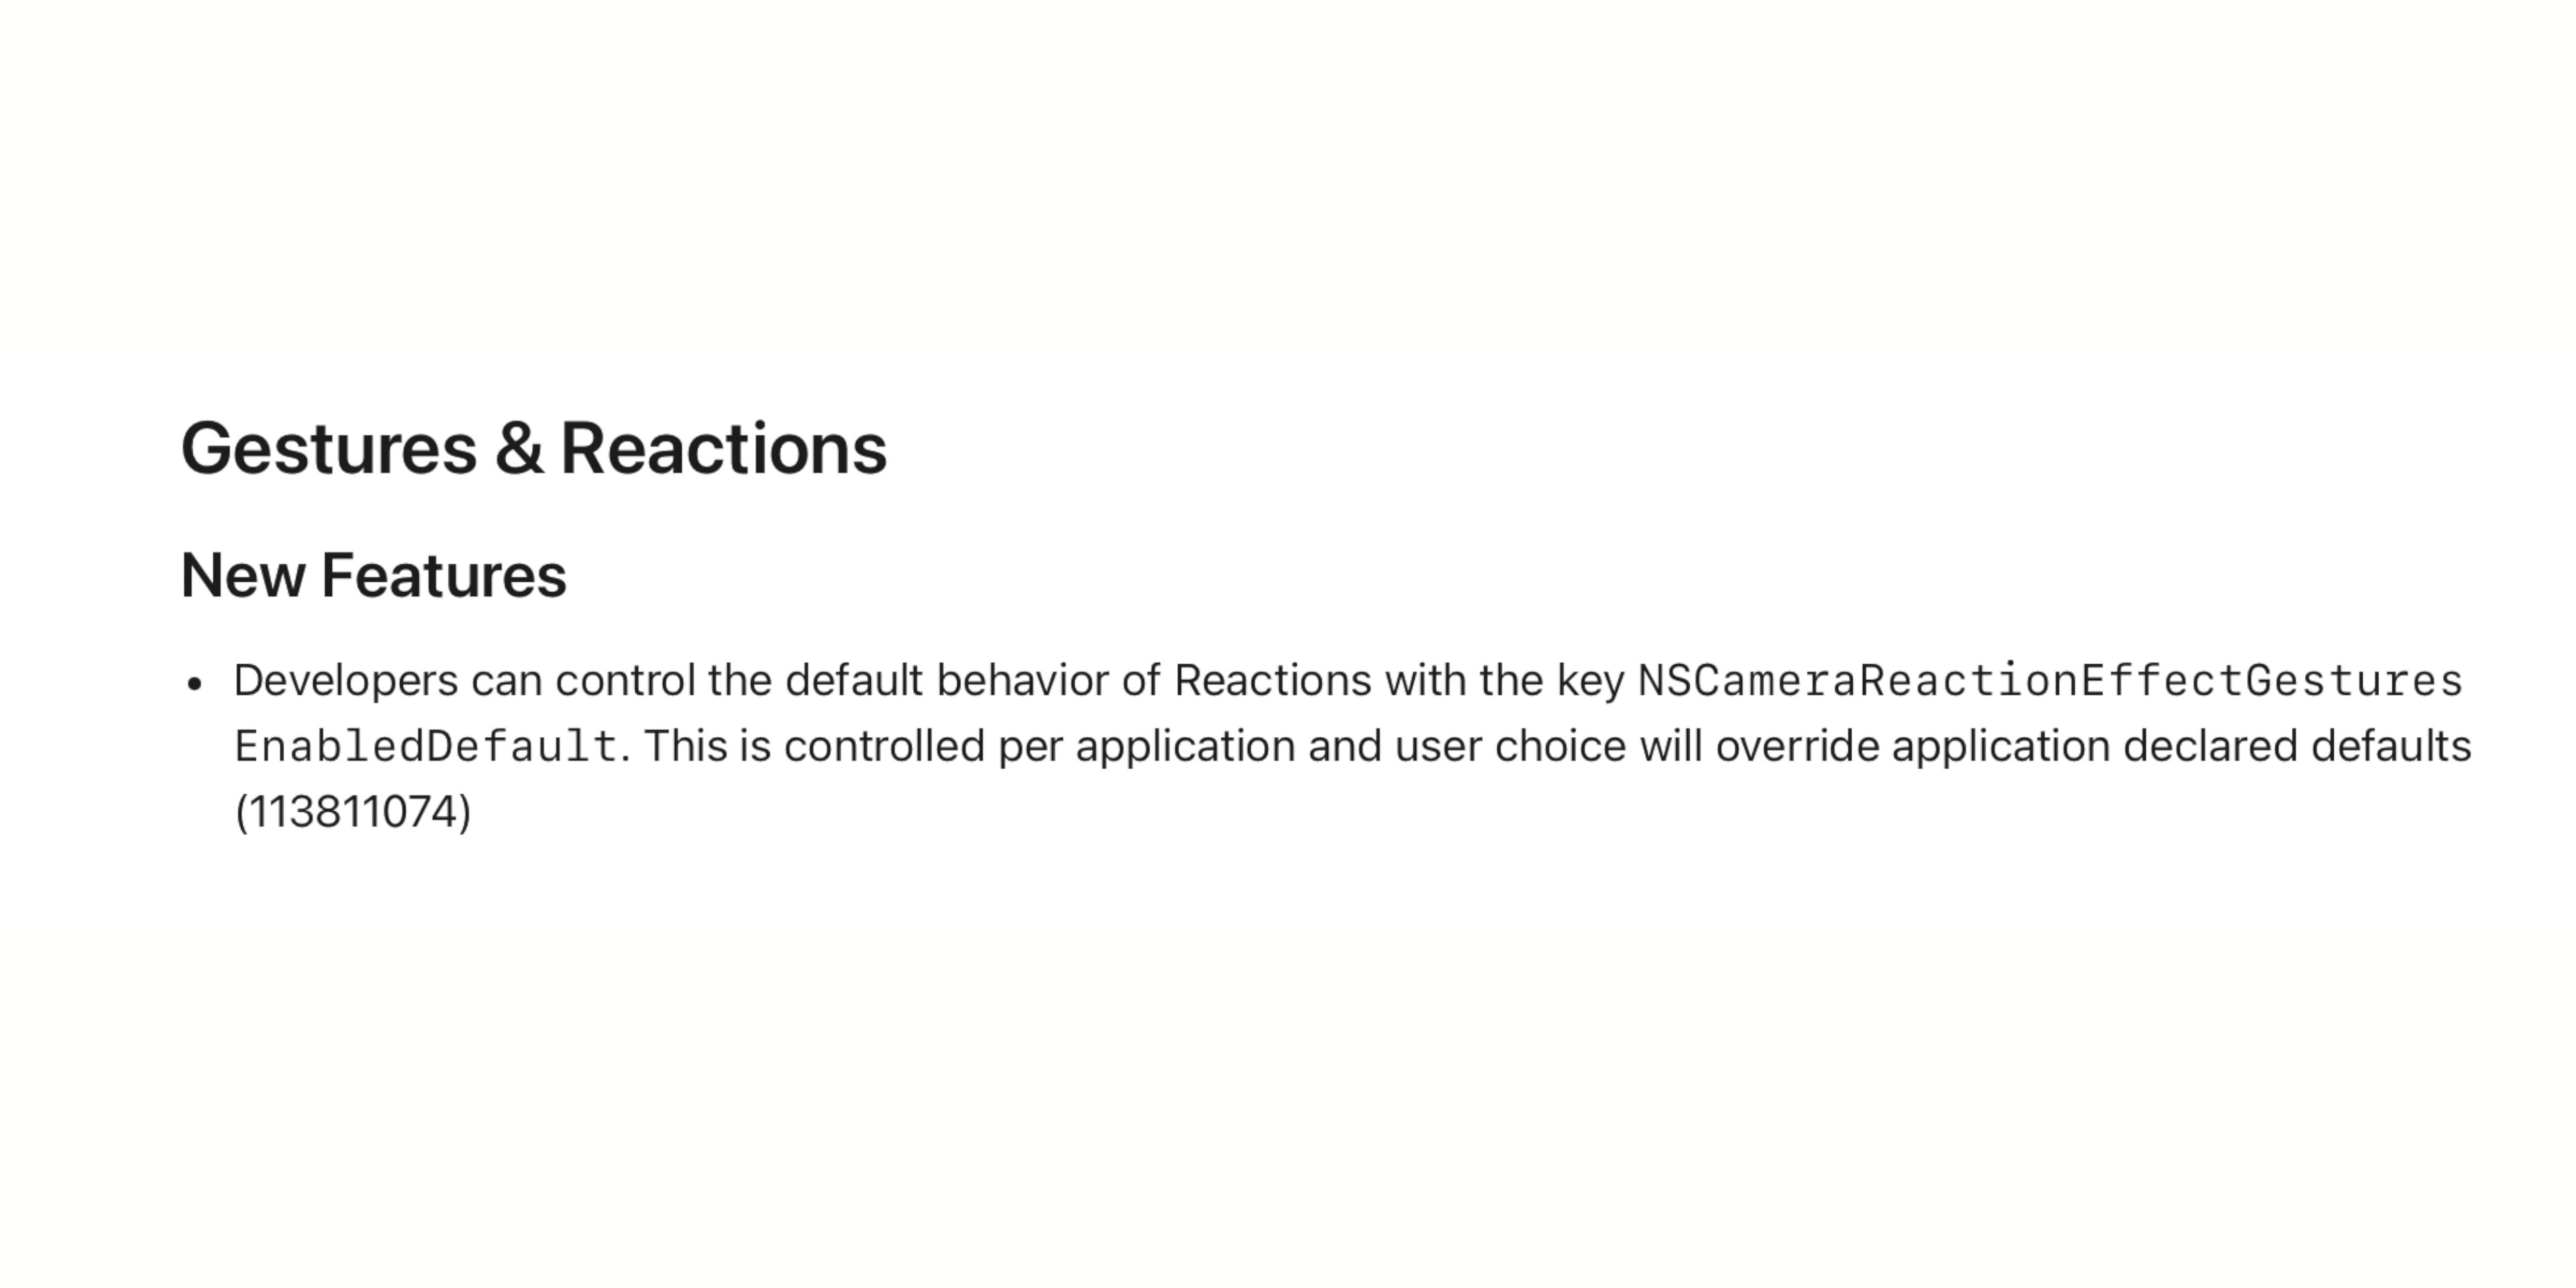 Gestures & Reactions
New Features
• Developers can control the default behavior of Reactions with the key NSCameraReactionEffectGestures
EnabledDefault. This is controlled per application and user choice will override application declared defaults
(113811074)